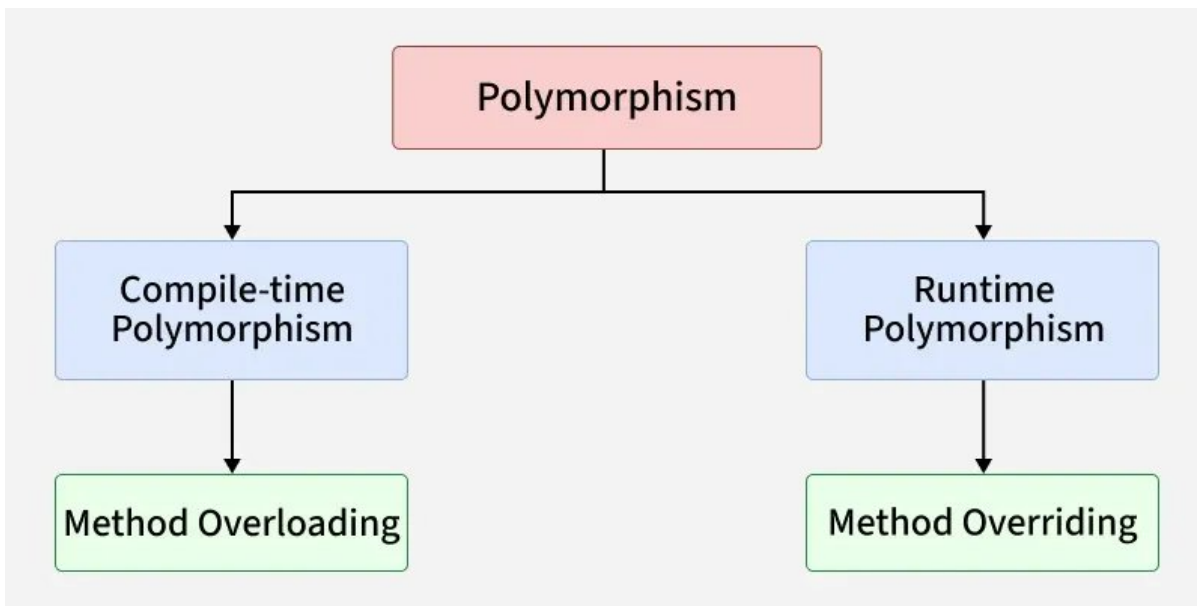 Polymorphism
Compile-time
Polymorphism
Runtime
Polymorphism
Method Overloading
Method Overriding